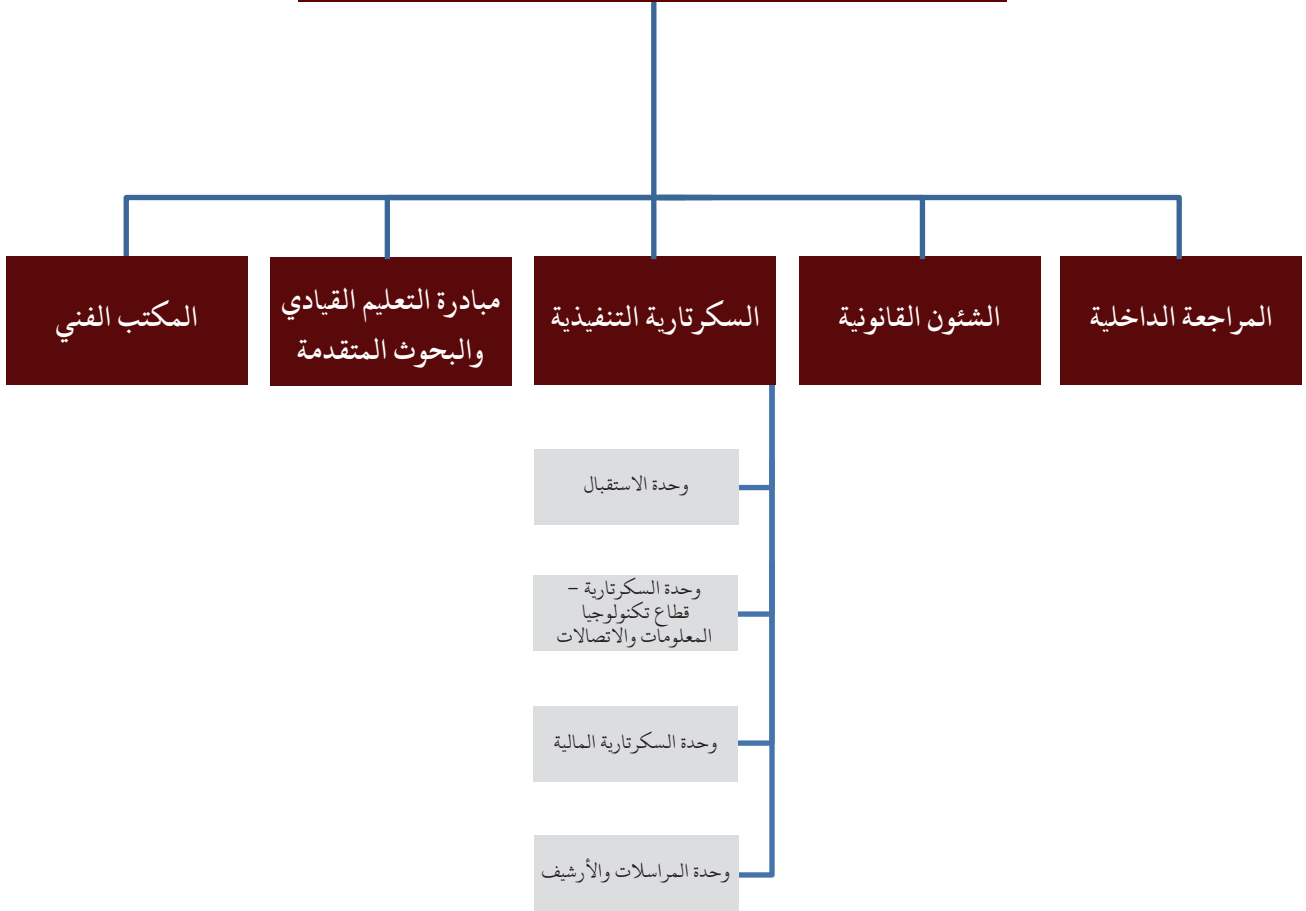 المراجعة الداخلية
الشئون القانونية
السكرتارية التنفيذية
مبادرة التعليم القيادي
والبحوث المتقدمة
المكتب الفني
وحدة الاستقبال
وحدة السكرتارية –
قطاع تكنولوجيا
المعلومات والاتصالات
وحدة السكرتارية المالية
وحدة المراسلات والأرشيف